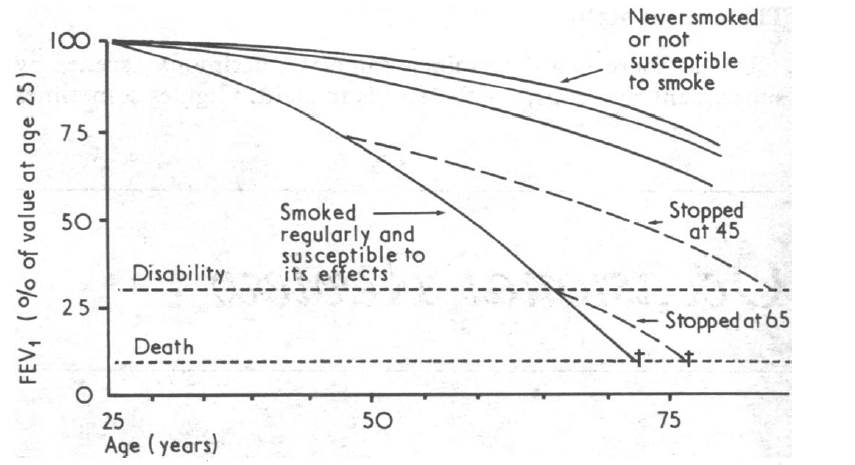 Never smoked
or not
susceptible
to smoke
100
75
50
25
0
FEV1 (% of value at age 25)
Smoked
regularly and
susceptible to
its effects
Stopped
at 45
Disability
Stopped at 65
Death
25
50
75
Age (years)